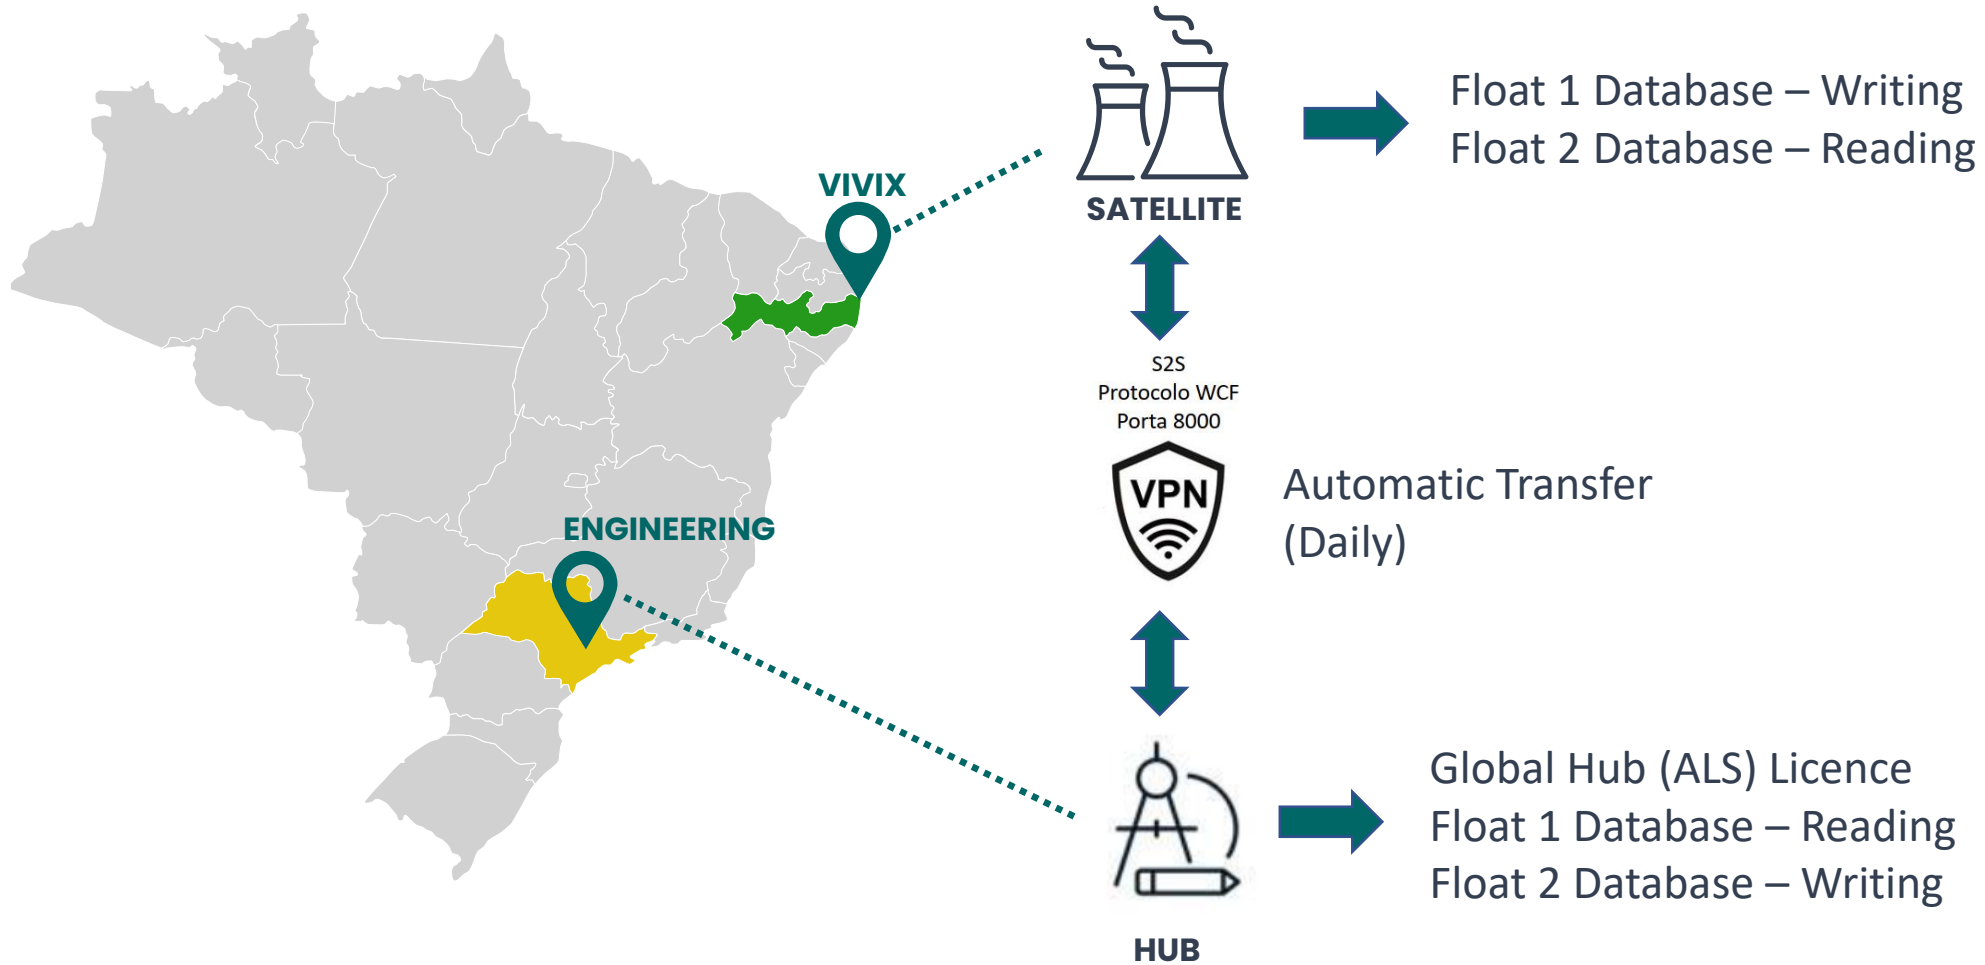 VIVIX
SATELLITE
Float 1 Database – Writing
Float 2 Database – Reading
S2S
Protocolo WCF
Porta 8000
VPN
Automatic Transfer
(Daily)
ENGINEERING
Global Hub (ALS) Licence
Float 1 Database – Reading
Float 2 Database – Writing
HUB